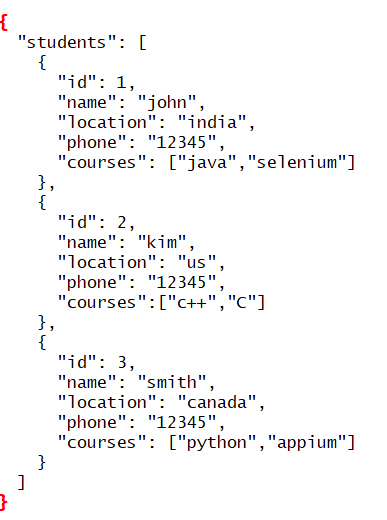 {
  "students": [
    {
      "id": 1,
      "name": "john",
      "location": "india",
      "phone": "12345",
      "courses": ["java","selenium"]
    },
    {
      "id": 2,
      "name": "kim",
      "location": "us",
      "phone": "12345",
      "courses":["c++","C"]
    },
    {
      "id": 3,
      "name": "smith",
      "location": "canada",
      "phone": "12345",
      "courses": ["python","appium"]
    }
  ]
}